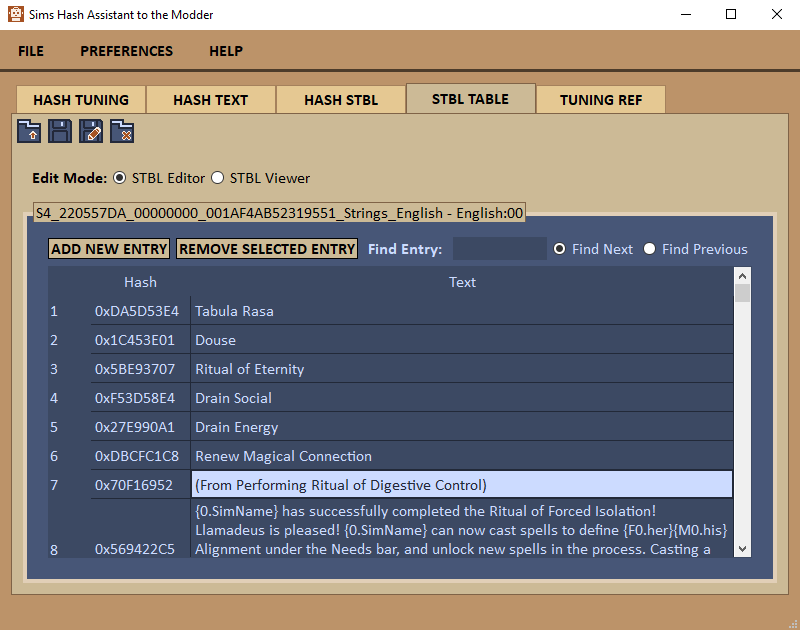 Sims Hash Assistant to the Modder
FILE PREFERENCES HELP
HASH TUNING HASH TEXT HASH STBL STBL TABLE TUNING REF
Edit Mode: STBL Editor STBL Viewer
S4_220557DA_00000000_001AF4AB52319551_Strings_English - English:00
ADD NEW ENTRY REMOVE SELECTED ENTRY Find Entry: Find Next Find Previous
Hash Text
1 0xDA5D53E4 Tabula Rasa
2 0x1C453E01 Douse
3 0x5BE93707 Ritual of Eternity
4 0xF53D58E4 Drain Social
5 0x27E990A1 Drain Energy
6 0xDBCFC1C8 Renew Magical Connection
7 0x70F16952 (From Performing Ritual of Digestive Control)
{0.SimName} has successfully completed the Ritual of Forced Isolation!
Llamadeus is pleased! {0.SimName} can now cast spells to define {F0.her}{M0.his}
8 0x569422C5 Alignment under the Needs bar, and unlock new spells in the process. Casting a